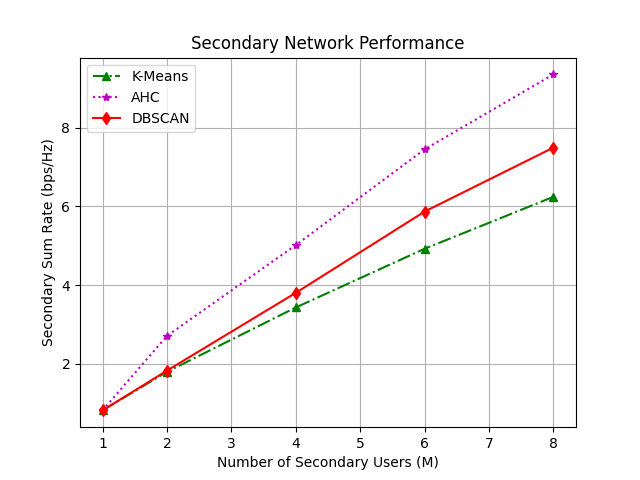 Secondary Network Performance
K-Means
AHC
DBSCAN
Secondary Sum Rate (bps/Hz)
8
6
4
2
1 2 3 4 5 6 7 8
Number of Secondary Users (M)